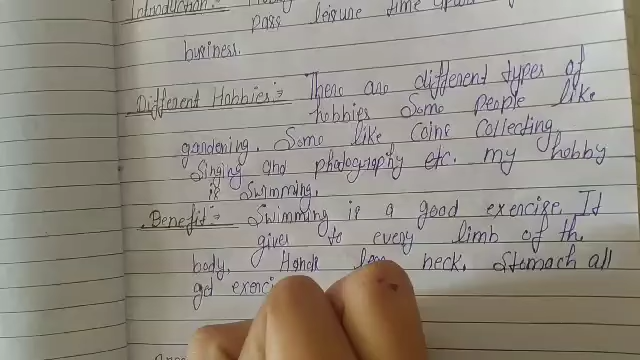 Introduction:-
pass leisure time
business.
Different Hobbies:- There are different types of
hobbies Some people like
gardening. Some like Coins Collecting,
Singing and photography etc. my hobby
is Swimming.
Benefit:- Swimming is a good exercise. It
gives to every limb of th
body, neck. Stomach all
get exerci